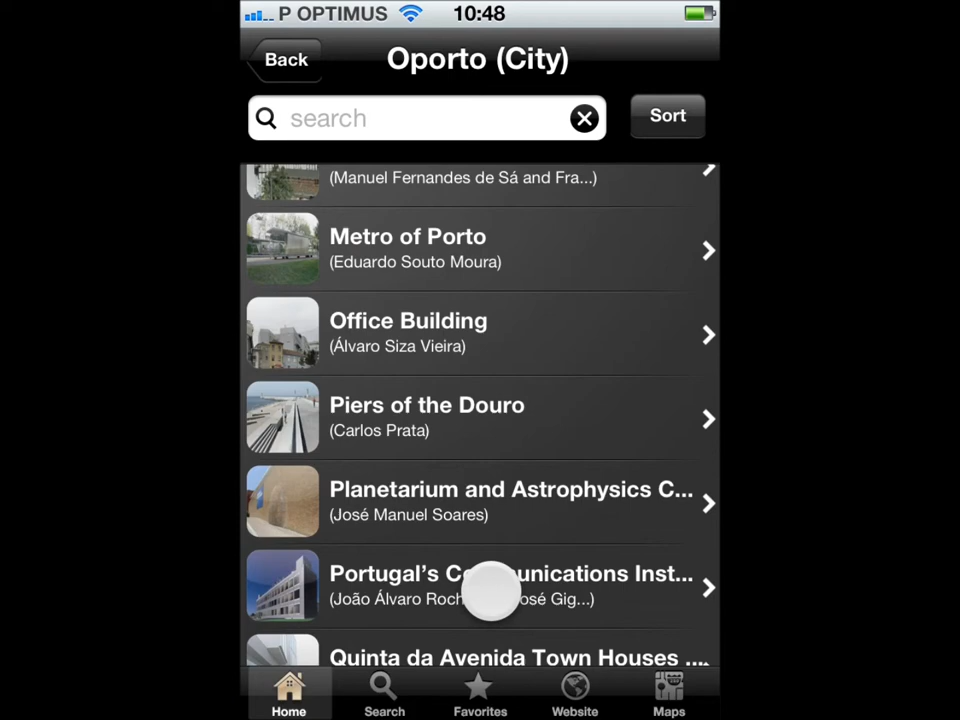 P OPTIMUS 10:48
Back
Oporto (City)
search
Sort
(Manuel Fernandes de Sá and Fra...)
Metro of Porto
(Eduardo Souto Moura)
Office Building
(Álvaro Siza Vieira)
Piers of the Douro
(Carlos Prata)
Planetarium and Astrophysics C...
(José Manuel Soares)
Portugal’s Communications Inst...
(João Álvaro Roch José Gig...)
Quinta da Avenida Town Houses ...
Home Search Favorites Website Maps